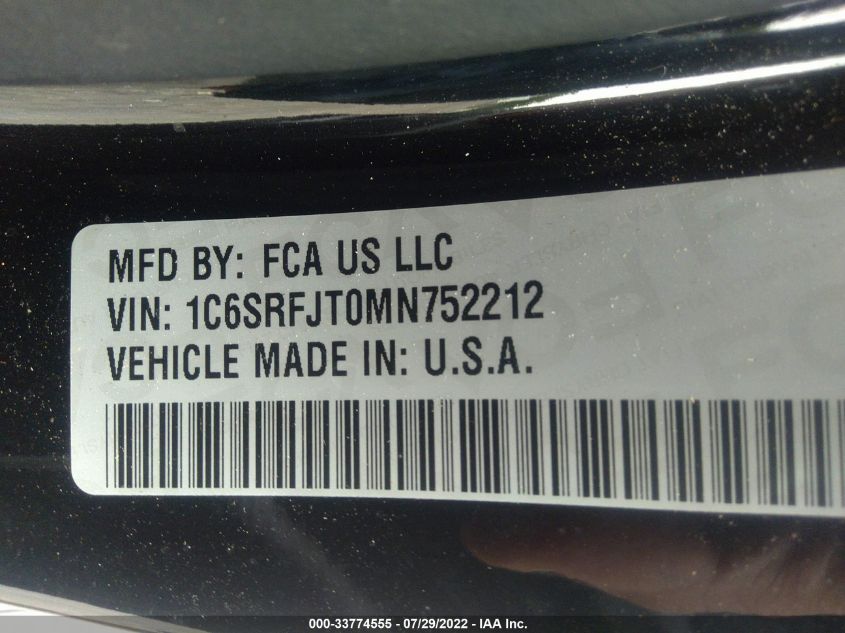 MFD BY: FCA US LLC
VIN: 1C6SRFJT0MN752212
VEHICLE MADE IN: U.S.A.
000-33774555 - 07/29/2022 - IAA Inc.